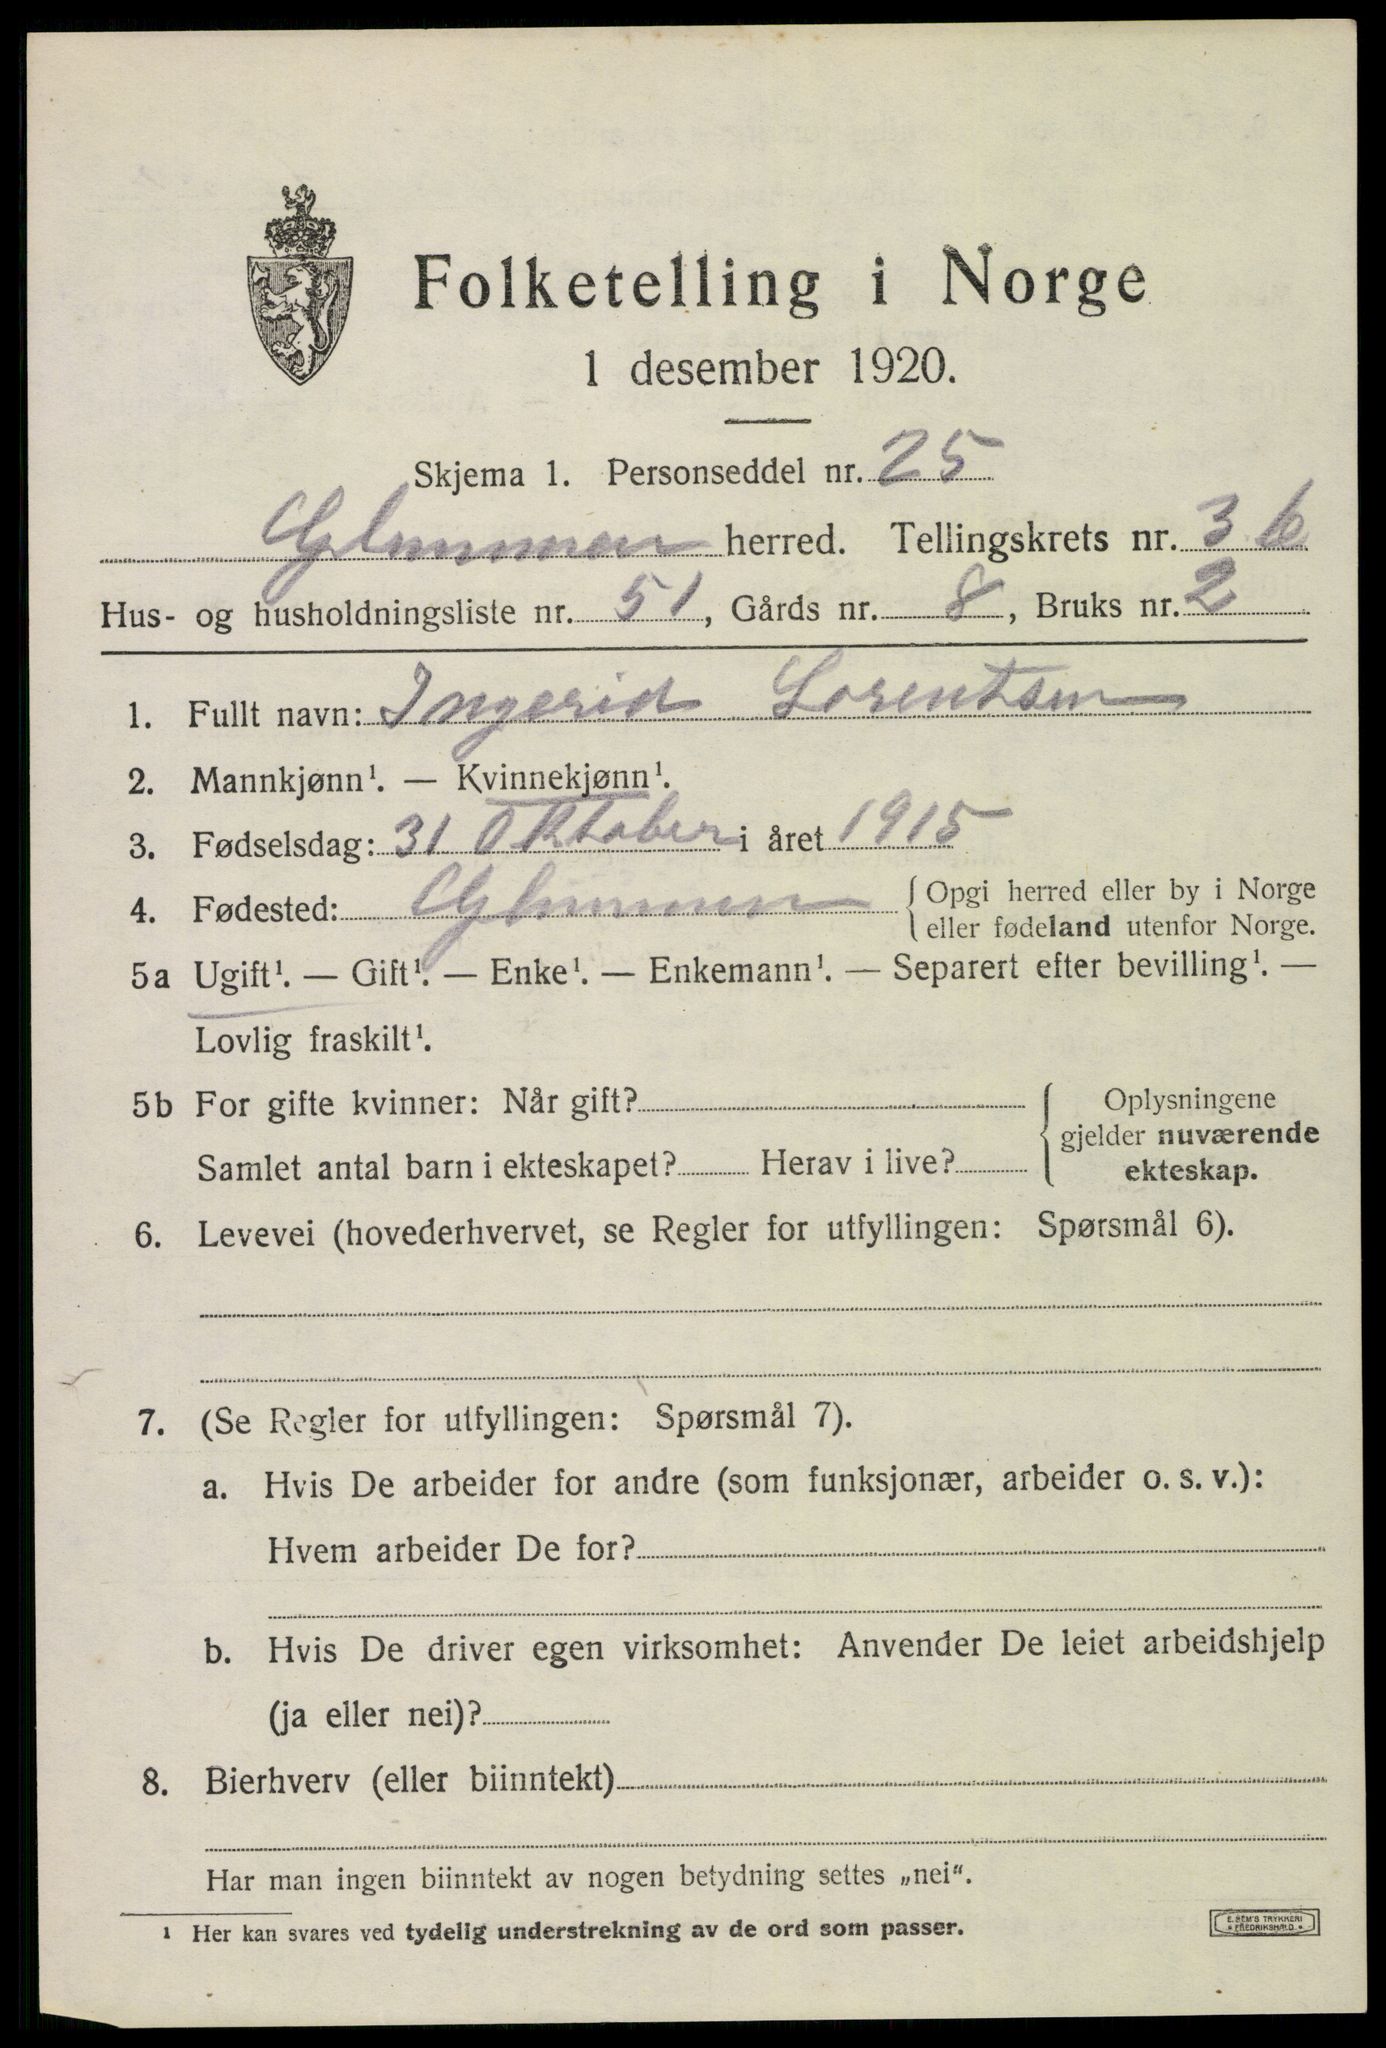 Folketelling i Norge
1 desember 1920.
Skjema 1. Personseddel nr. 25
Glemmen herred. Tellingskrets nr. 3 b
Hus- og husholdningsliste nr. 51, Gårds nr. 8, Bruks nr. 2
1. Fullt navn: Ingerid Lorentsen
2. Mannkjønn¹. — Kvinnekjønn¹.
3. Fødselsdag: 31 Oktober i året 1915
4. Fødested: Glemmen { Opgi herred eller by i Norge
eller fødeland utenfor Norge.
5a Ugift¹. — Gift¹. — Enke¹. — Enkemann¹. — Separert efter bevilling¹. —
Lovlig fraskilt¹.
5b For gifte kvinner: Når gift? { Oplysningene
gjelder nuværende
Samlet antal barn i ekteskapet? Herav i live? ekteskap.
6. Levevei (hovederhvervet, se Regler for utfyllingen: Spørsmål 6).
7. (Se Regler for utfyllingen: Spørsmål 7).
a. Hvis De arbeider for andre (som funksjonær, arbeider o. s. v.):
Hvem arbeider De for?
b. Hvis De driver egen virksomhet: Anvender De leiet arbeidshjelp
(ja eller nei)?
8. Bierhverv (eller biinntekt)
Har man ingen biinntekt av nogen betydning settes „nei“.
¹ Her kan svares ved tydelig understrekning av de ord som passer.
E. SEM'S TRYKKERI
FREDRIKSHALD